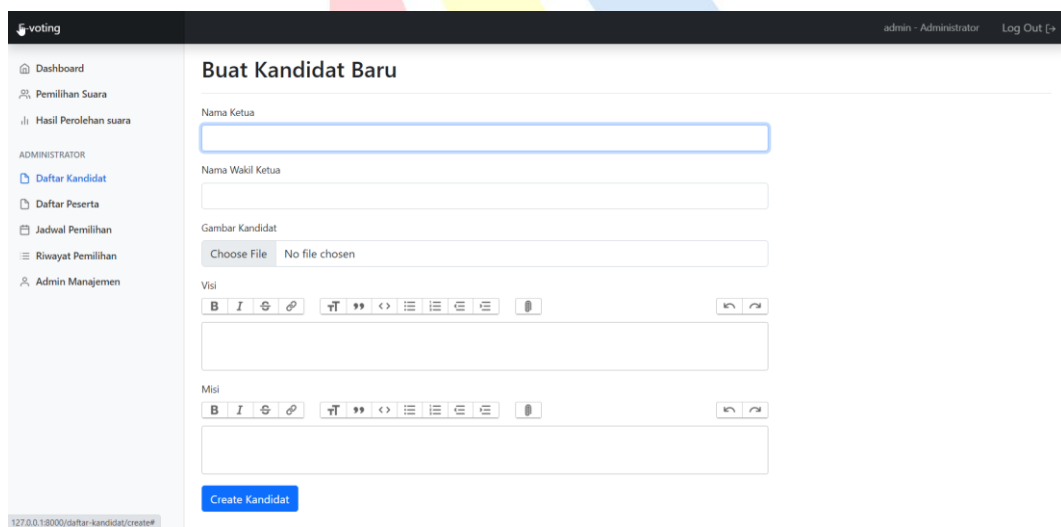 E-voting
admin - Administrator Log Out
Dashboard
Pemilihan Suara
Hasil Perolehan suara
ADMINISTRATOR
Daftar Kandidat
Daftar Peserta
Jadwal Pemilihan
Riwayat Pemilihan
Admin Manajemen
Buat Kandidat Baru
Nama Ketua
Nama Wakil Ketua
Gambar Kandidat
Choose File No file chosen
Visi
Misi
Create Kandidat
127.0.0.1:8000/daftar-kandidat/create#